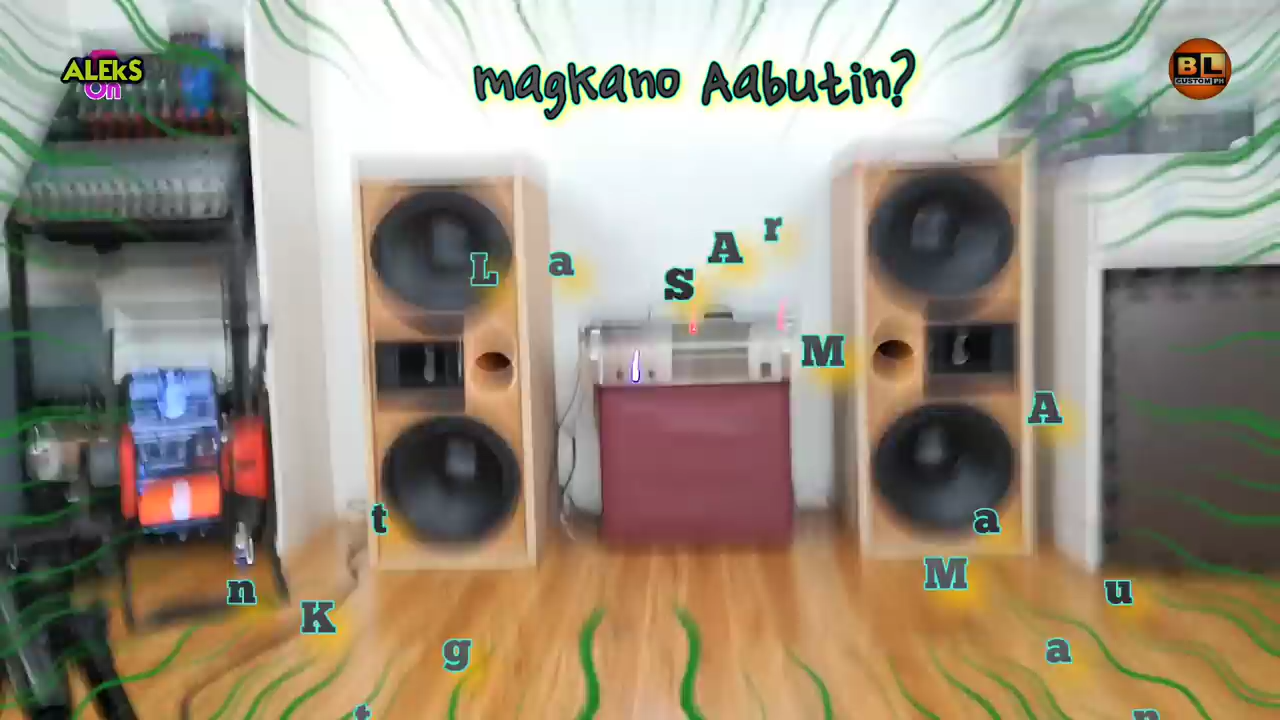 ALEkS
On
magkano Aabutin?
BL
CUSTOM PH
L a S A r
M A
t a
n K g M a u